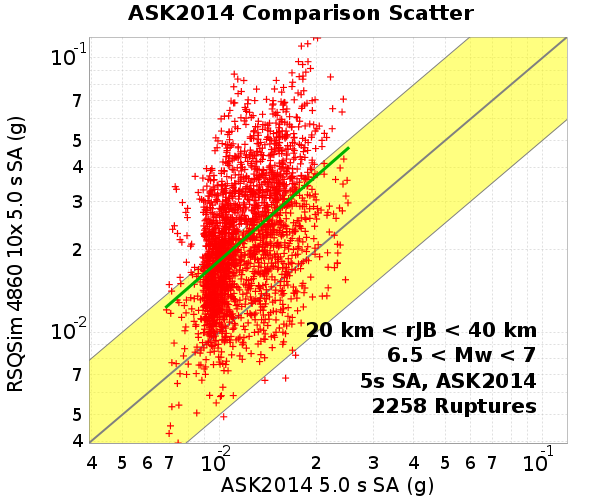 ASK2014 Comparison Scatter
RSQSim 4860 10x 5.0 s SA (g)
10-1
7
5
4
3
2
10-2
7
5
4
20 km < rJB < 40 km
6.5 < Mw < 7
5s SA, ASK2014
2258 Ruptures
4 5 6 7 10-2 2 3 4 5 6 7 10-1
ASK2014 5.0 s SA (g)